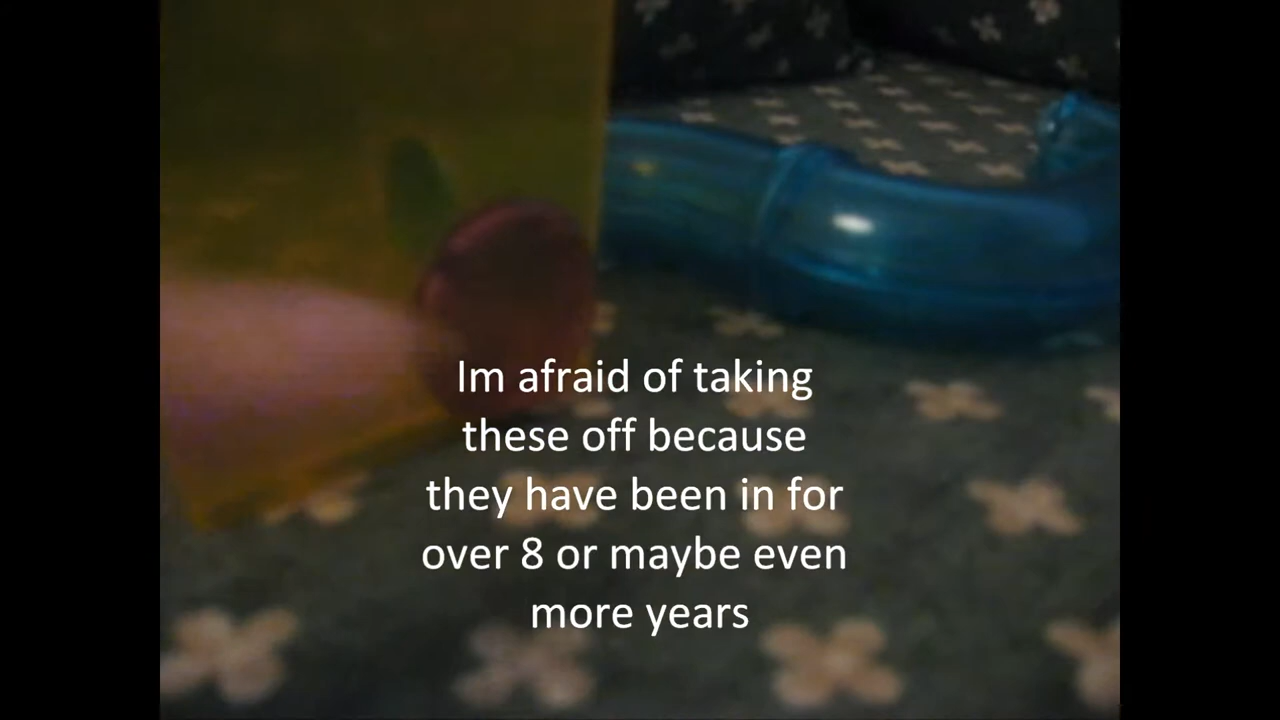 Im afraid of taking
these off because
they have been in for
over 8 or maybe even
more years